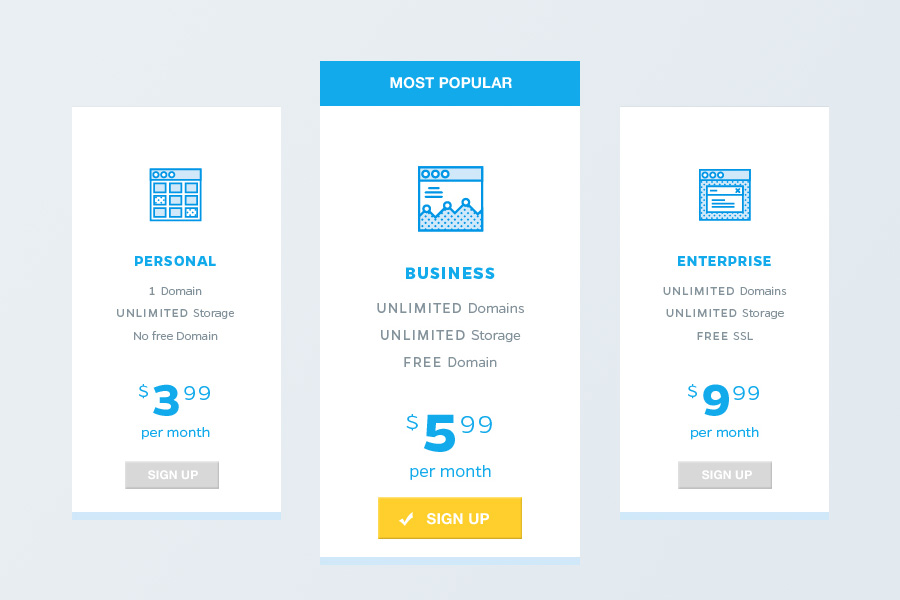 PERSONAL
1 Domain
UNLIMITED Storage
No free Domain
$3 99
per month
SIGN UP
MOST POPULAR
BUSINESS
UNLIMITED Domains
UNLIMITED Storage
FREE Domain
$5 99
per month
SIGN UP
ENTERPRISE
UNLIMITED Domains
UNLIMITED Storage
FREE SSL
$9 99
per month
SIGN UP